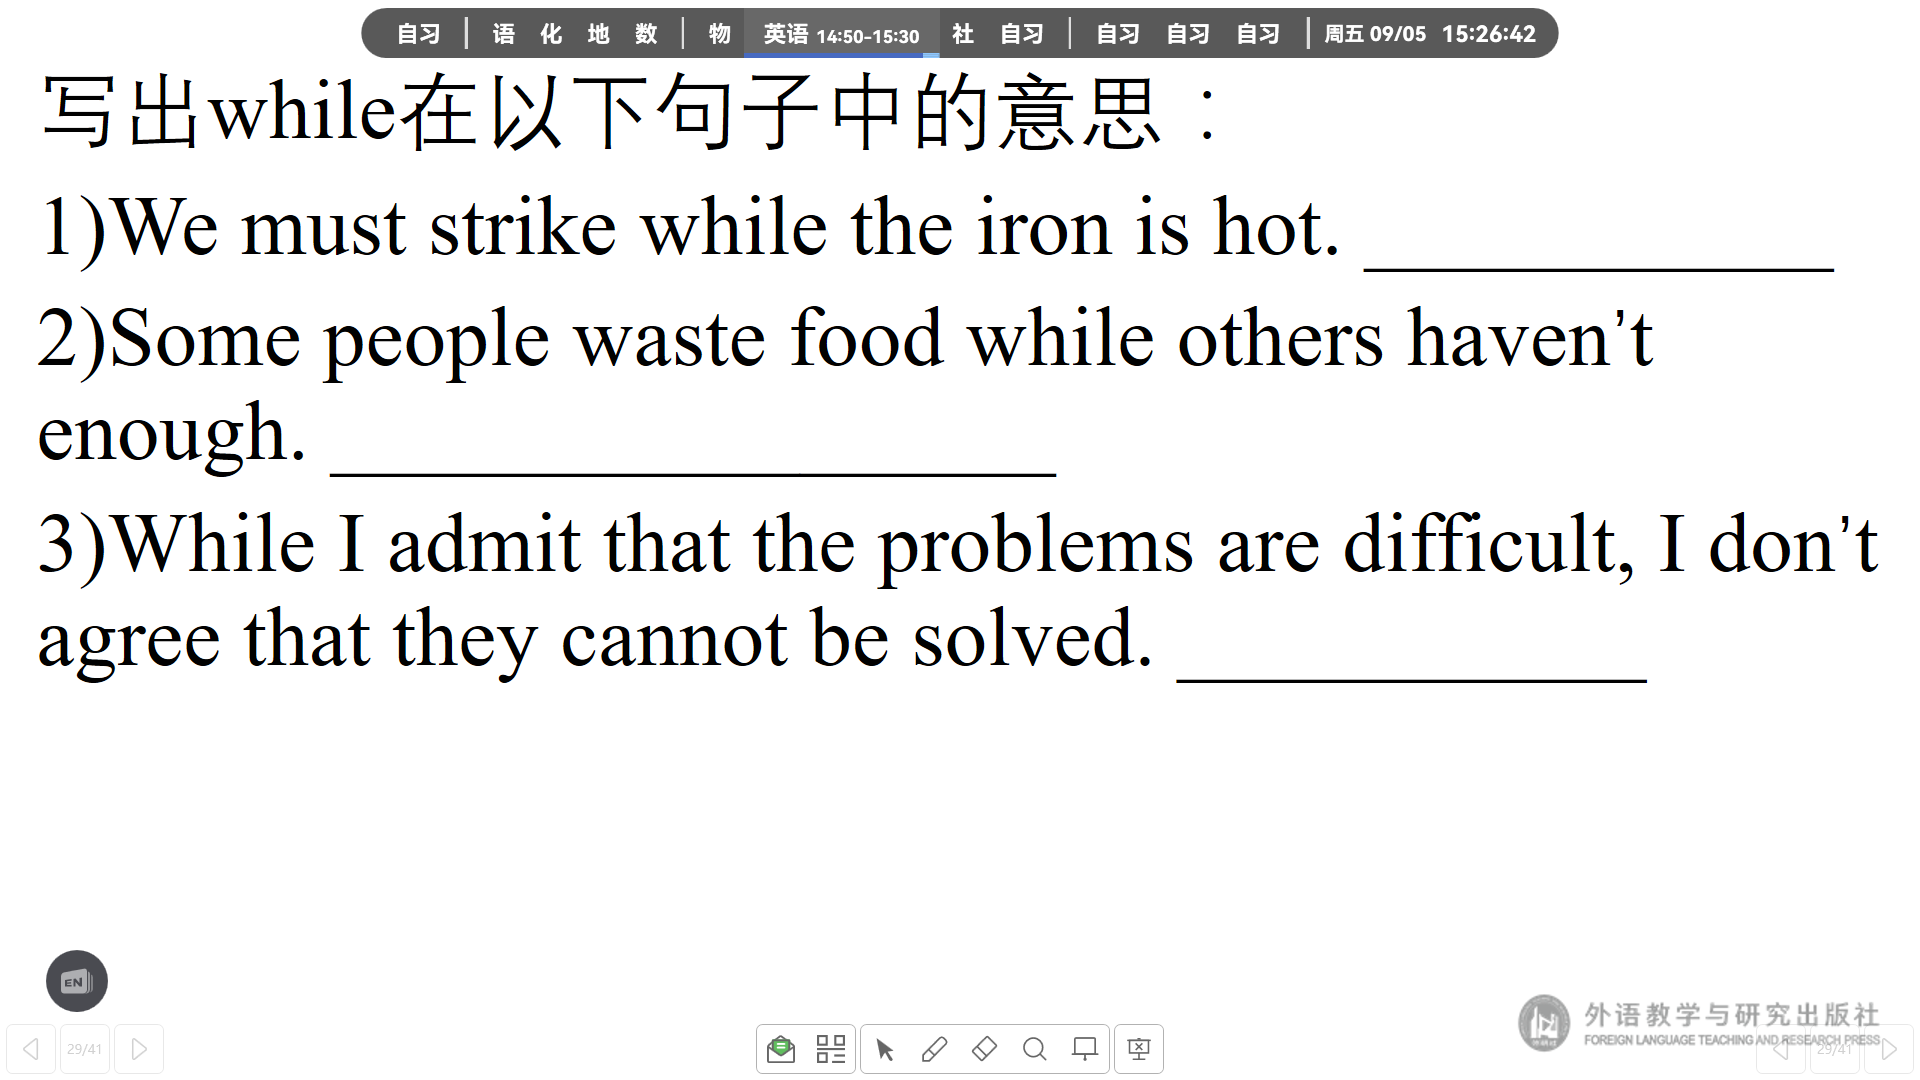 自习 | 语 化 地 数 | 物 英语 14:50-15:30 社 自习 | 自习 自习 自习 | 周五 09/05 15:26:42
写出while在以下句子中的意思：
1)We must strike while the iron is hot. ___________
2)Some people waste food while others haven’t
enough. _________________
3)While I admit that the problems are difficult, I don’t
agree that they cannot be solved. ___________
EN
外语教学与研究出版社
FOREIGN LANGUAGE TEACHING AND RESEARCH PRESS
29/41
29/41